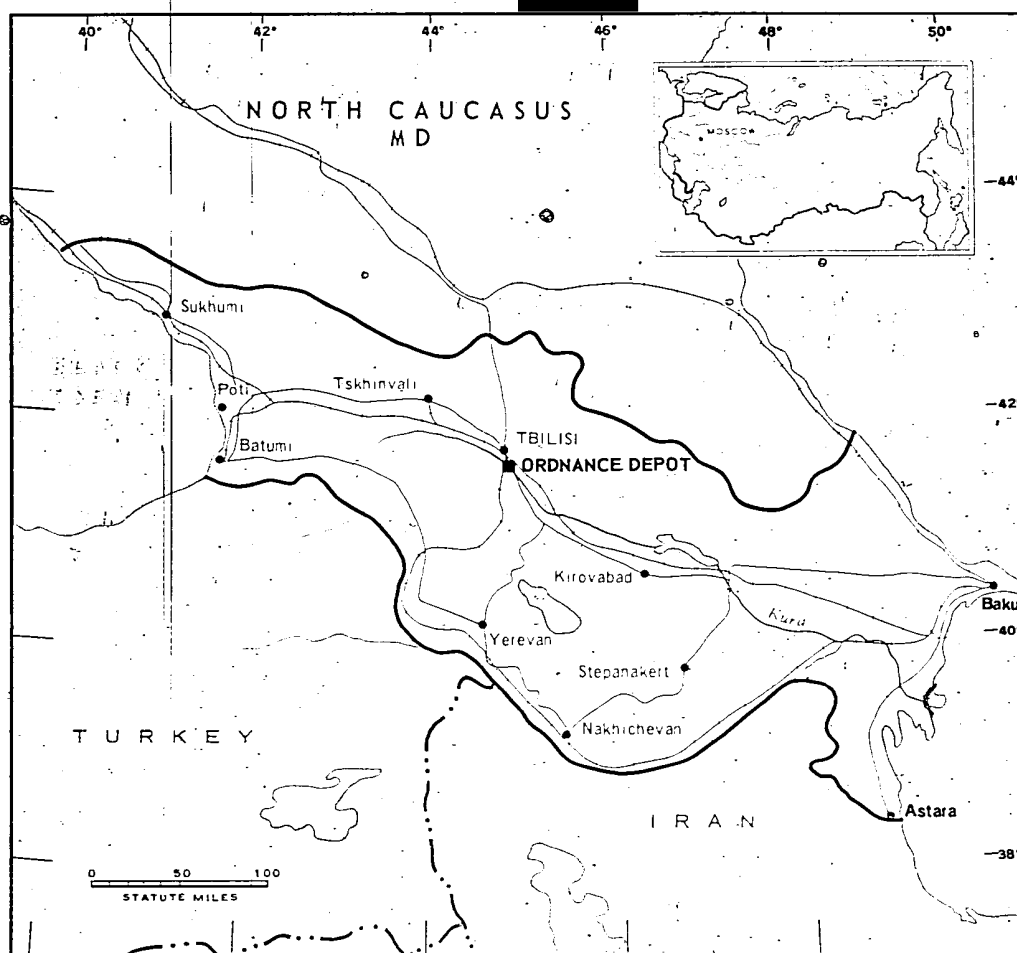 40° 42° 44° 46° 48° 50°
NORTH CAUCASUS
MD
MOSCOW
44°
Sukhumi
BLACK
Tskhinvali
Poti
42°
TBILISI
Batumi
ORDNANCE DEPOT
Kirovabad
Baku
Kura
40°
Yerevan
Stepanakert
Nakhichevan
TURKEY
IRAN
Astara
38°
0 50 100
STATUTE MILES